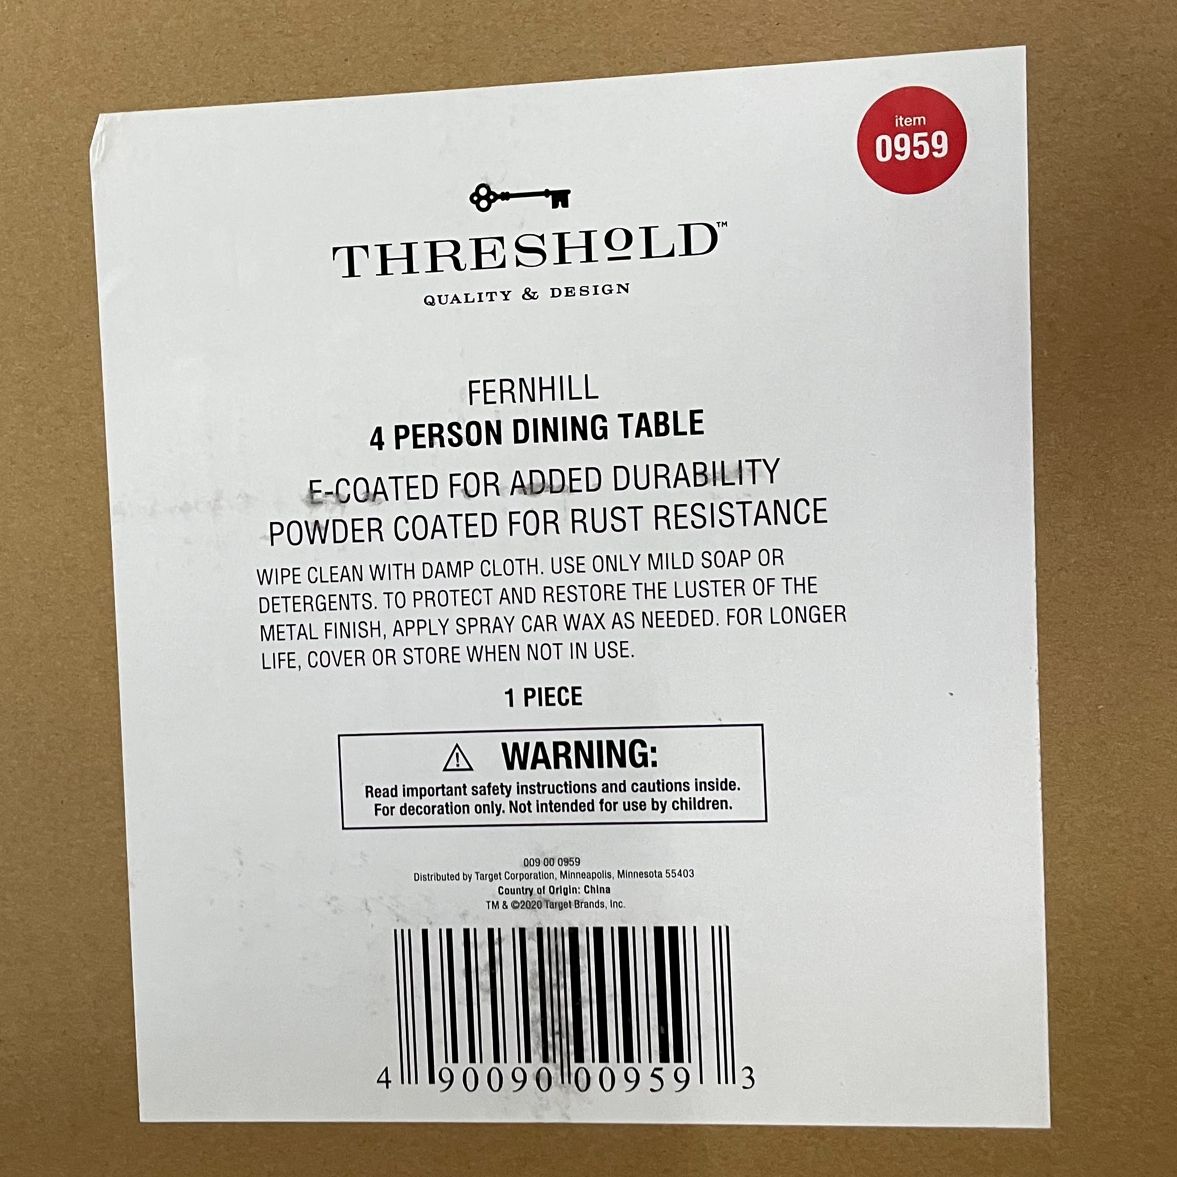 item
0959
THRESHOLD™
QUALITY & DESIGN
FERNHILL
4 PERSON DINING TABLE
E-COATED FOR ADDED DURABILITY
POWDER COATED FOR RUST RESISTANCE
WIPE CLEAN WITH DAMP CLOTH. USE ONLY MILD SOAP OR
DETERGENTS. TO PROTECT AND RESTORE THE LUSTER OF THE
METAL FINISH, APPLY SPRAY CAR WAX AS NEEDED. FOR LONGER
LIFE, COVER OR STORE WHEN NOT IN USE.
1 PIECE
WARNING:
Read important safety instructions and cautions inside.
For decoration only. Not intended for use by children.
009 00 0959
Distributed by Target Corporation, Minneapolis, Minnesota 55403
Country of Origin: China
TM & ©2020 Target Brands, Inc.
4 90090 00959 3